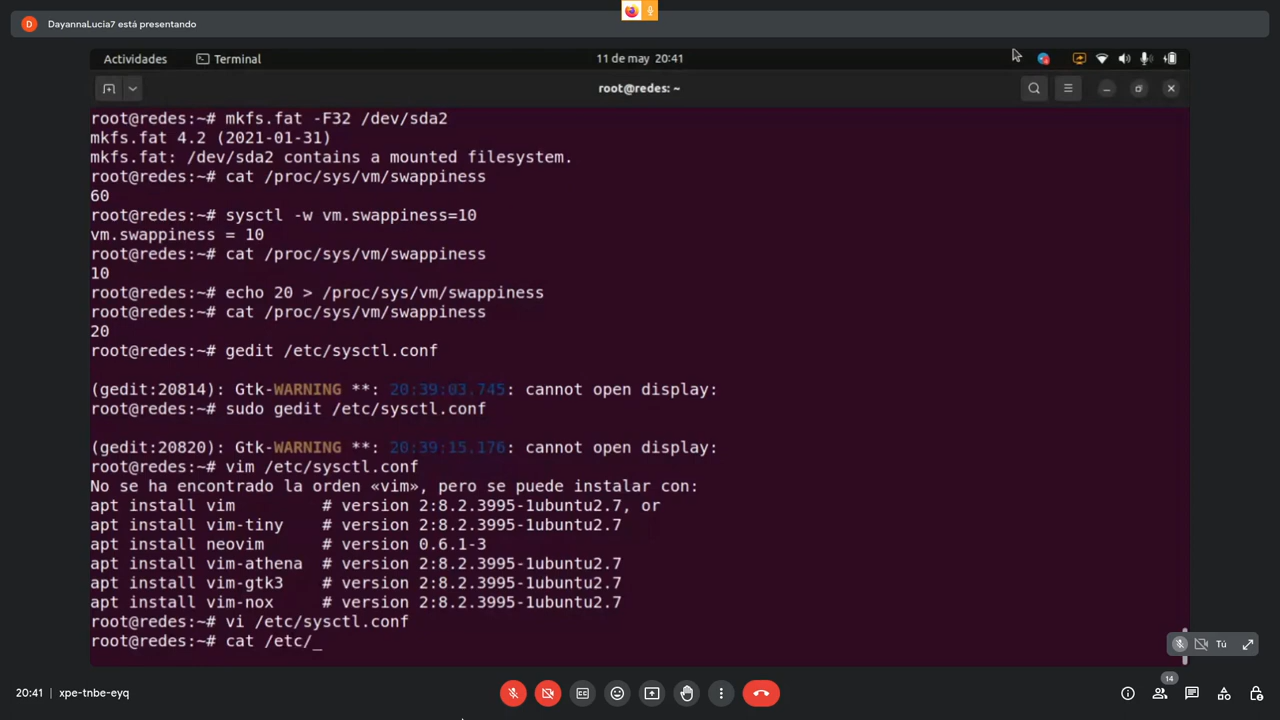 D DayannaLucia7 está presentando
Actividades Terminal 11 de may 20:41
root@redes: ~
root@redes:~# mkfs.fat -F32 /dev/sda2
mkfs.fat 4.2 (2021-01-31)
mkfs.fat: /dev/sda2 contains a mounted filesystem.
root@redes:~# cat /proc/sys/vm/swappiness
60
root@redes:~# sysctl -w vm.swappiness=10
vm.swappiness = 10
root@redes:~# cat /proc/sys/vm/swappiness
10
root@redes:~# echo 20 > /proc/sys/vm/swappiness
root@redes:~# cat /proc/sys/vm/swappiness
20
root@redes:~# gedit /etc/sysctl.conf
(gedit:20814): Gtk-WARNING **: 20:39:03.745: cannot open display:
root@redes:~# sudo gedit /etc/sysctl.conf
(gedit:20820): Gtk-WARNING **: 20:39:15.176: cannot open display:
root@redes:~# vim /etc/sysctl.conf
No se ha encontrado la orden «vim», pero se puede instalar con:
apt install vim         # version 2:8.2.3995-1ubuntu2.7, or
apt install vim-tiny    # version 2:8.2.3995-1ubuntu2.7
apt install neovim      # version 0.6.1-3
apt install vim-athena  # version 2:8.2.3995-1ubuntu2.7
apt install vim-gtk3    # version 2:8.2.3995-1ubuntu2.7
apt install vim-nox     # version 2:8.2.3995-1ubuntu2.7
root@redes:~# vi /etc/sysctl.conf
root@redes:~# cat /etc/_
Tú
14
20:41 | xpe-tnbe-eyq